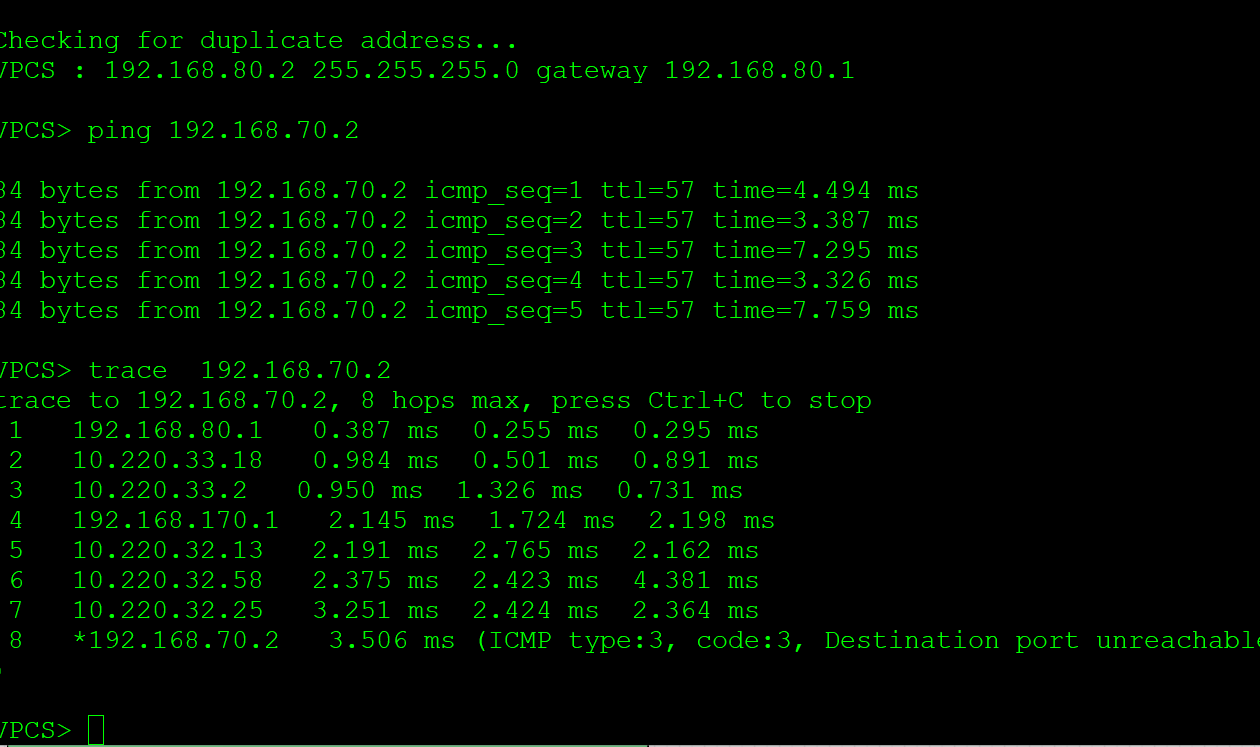 Checking for duplicate address...
VPCS : 192.168.80.2 255.255.255.0 gateway 192.168.80.1
VPCS> ping 192.168.70.2
84 bytes from 192.168.70.2 icmp_seq=1 ttl=57 time=4.494 ms
84 bytes from 192.168.70.2 icmp_seq=2 ttl=57 time=3.387 ms
84 bytes from 192.168.70.2 icmp_seq=3 ttl=57 time=7.295 ms
84 bytes from 192.168.70.2 icmp_seq=4 ttl=57 time=3.326 ms
84 bytes from 192.168.70.2 icmp_seq=5 ttl=57 time=7.759 ms
VPCS> trace  192.168.70.2
trace to 192.168.70.2, 8 hops max, press Ctrl+C to stop
1   192.168.80.1   0.387 ms  0.255 ms  0.295 ms
2   10.220.33.18   0.984 ms  0.501 ms  0.891 ms
3   10.220.33.2   0.950 ms  1.326 ms  0.731 ms
4   192.168.170.1   2.145 ms  1.724 ms  2.198 ms
5   10.220.32.13   2.191 ms  2.765 ms  2.162 ms
6   10.220.32.58   2.375 ms  2.423 ms  4.381 ms
7   10.220.32.25   3.251 ms  2.424 ms  2.364 ms
8   *192.168.70.2   3.506 ms (ICMP type:3, code:3, Destination port unreachable
)
VPCS>